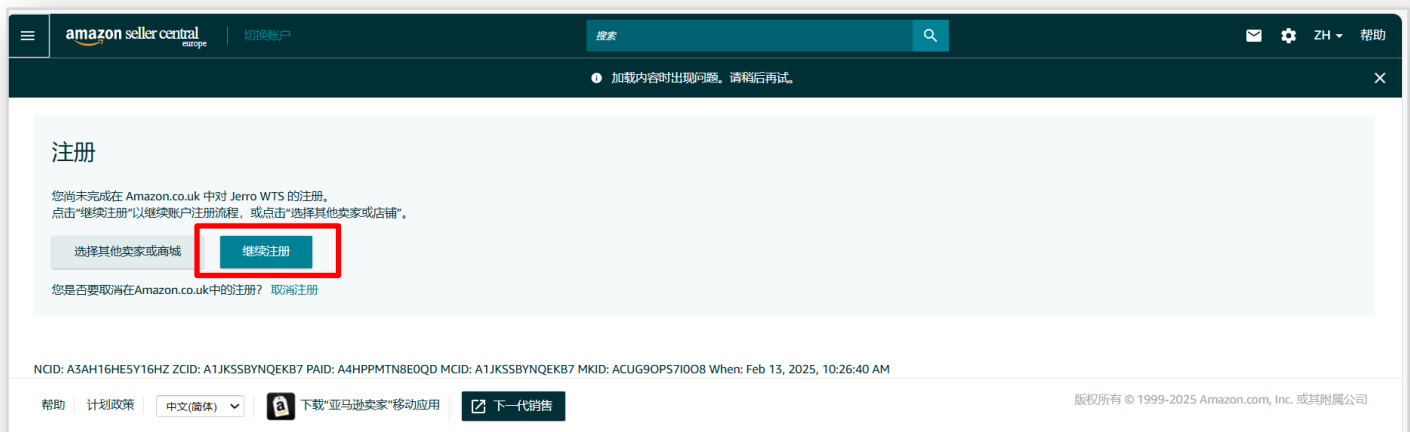 amazon seller central
europe
切换账户
搜索
ZH
帮助
加载内容时出现问题。请稍后再试。
注册
您尚未完成在 Amazon.co.uk 中对 Jerro WTS 的注册。
点击“继续注册”以继续账户注册流程，或点击“选择其他卖家或店铺”。
选择其他卖家或商城
继续注册
您是否要取消在Amazon.co.uk中的注册？ 取消注册
NCID: A3AH16HE5Y16HZ ZCID: A1JKSSBYNQEKB7 PAID: A4HPPMTN8E0QD MCID: A1JKSSBYNQEKB7 MKID: ACUG9OPS7I0O8 When: Feb 13, 2025, 10:26:40 AM
帮助
计划政策
中文(简体)
下载“亚马逊卖家”移动应用
下一代销售
版权所有 © 1999-2025 Amazon.com, Inc. 或其附属公司